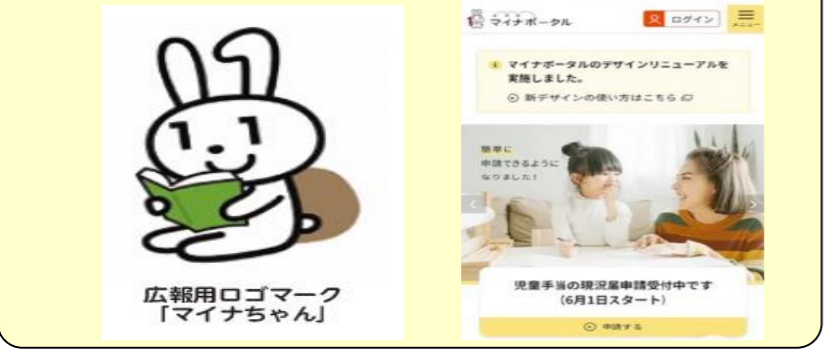 広報用ロゴマーク
「マイナちゃん」
マイナポータル
ログイン
メニュー
マイナポータルのデザインリニューアルを
実施しました。
新デザインの使い方はこちら
簡単に
申請できるように
なりました!
児童手当の現況届申請受付中です
(6月1日スタート)
申請する